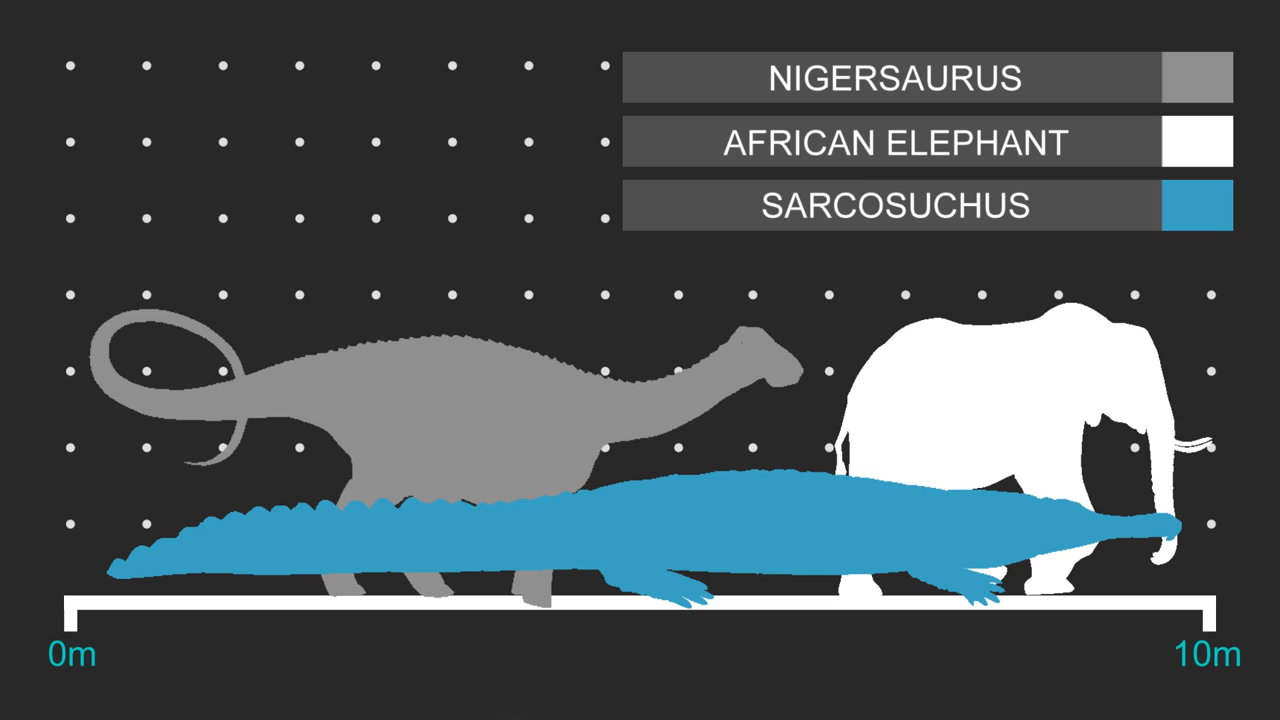 NIGERSAURUS
AFRICAN ELEPHANT
SARCOSUCHUS
0m
10m